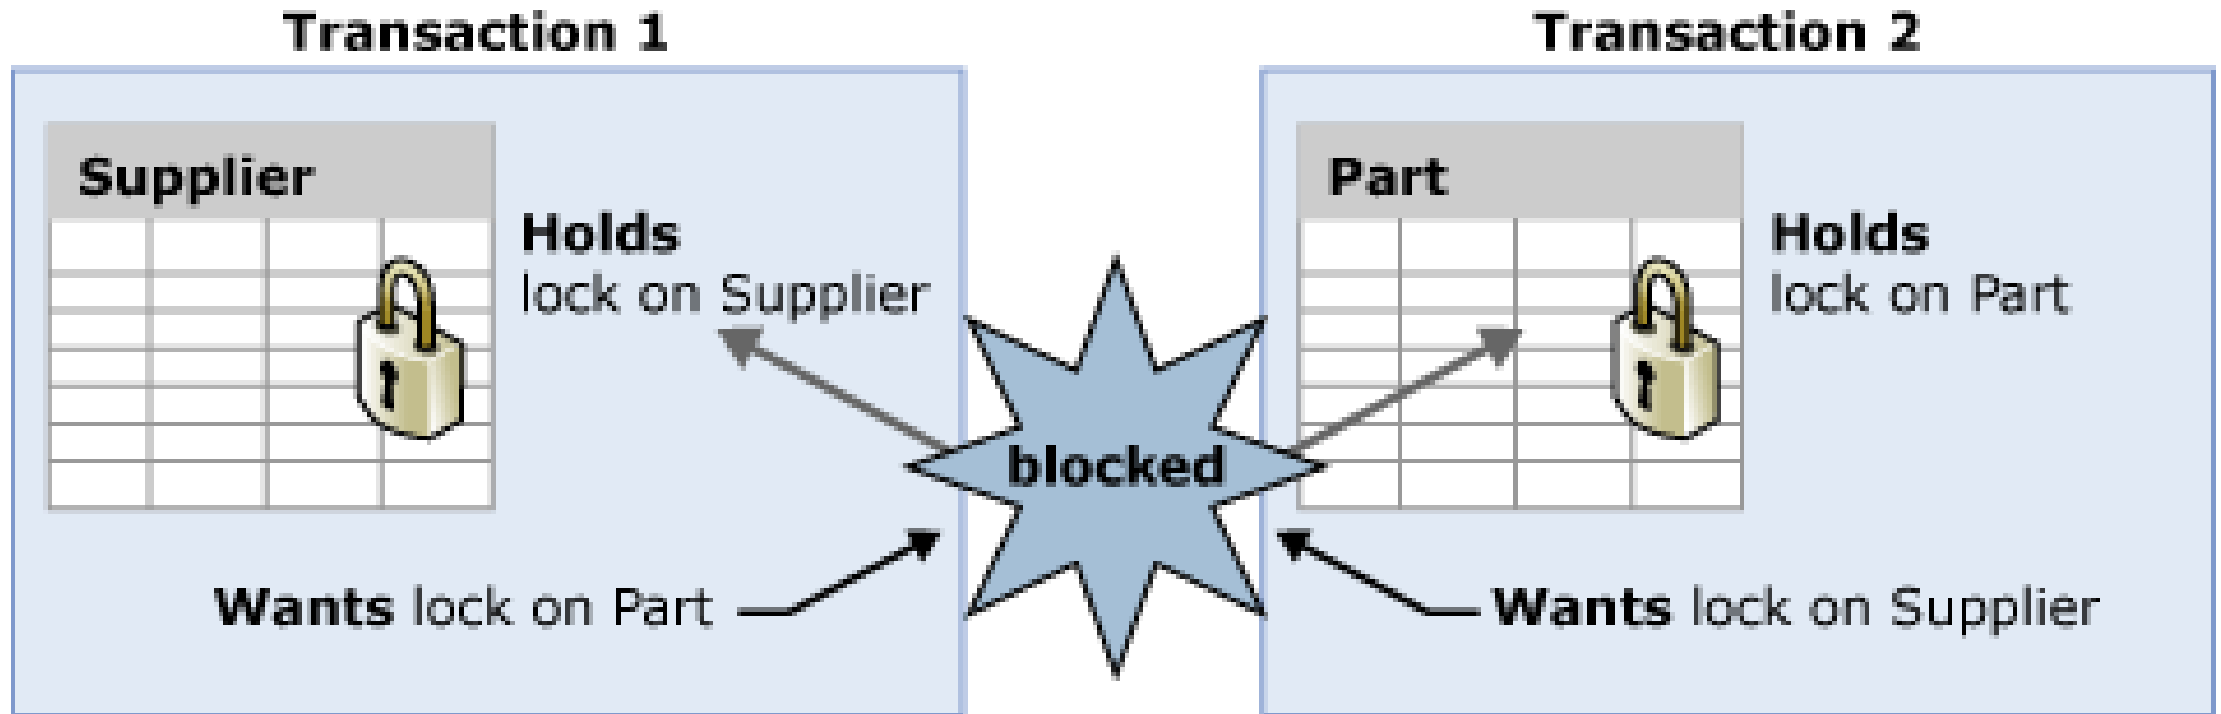 Transaction 1
Supplier
Holds
lock on Supplier
Wants lock on Part
blocked
Transaction 2
Part
Holds
lock on Part
Wants lock on Supplier